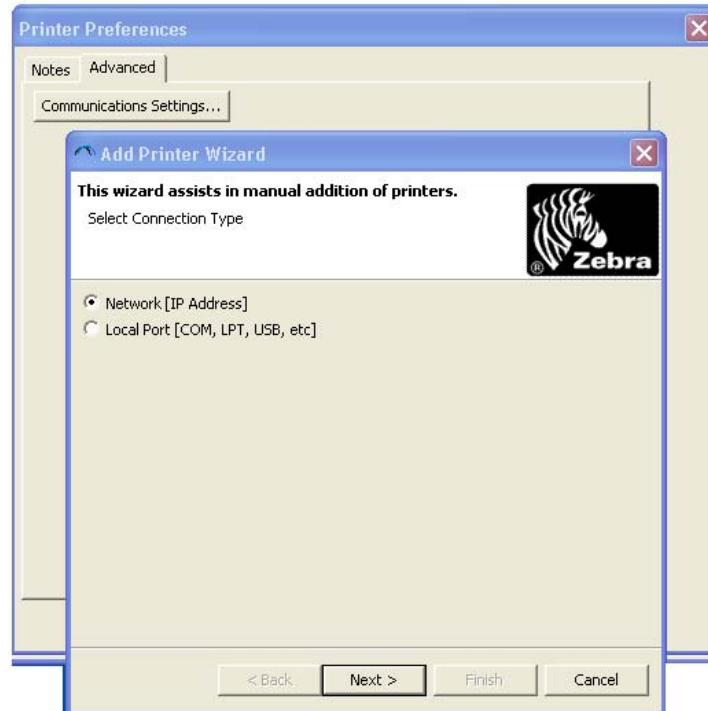 Printer Preferences
Notes Advanced
Communications Settings...
Add Printer Wizard
This wizard assists in manual addition of printers.
Select Connection Type
® Zebra
Network [IP Address]
Local Port [COM, LPT, USB, etc]
< Back Next > Finish Cancel